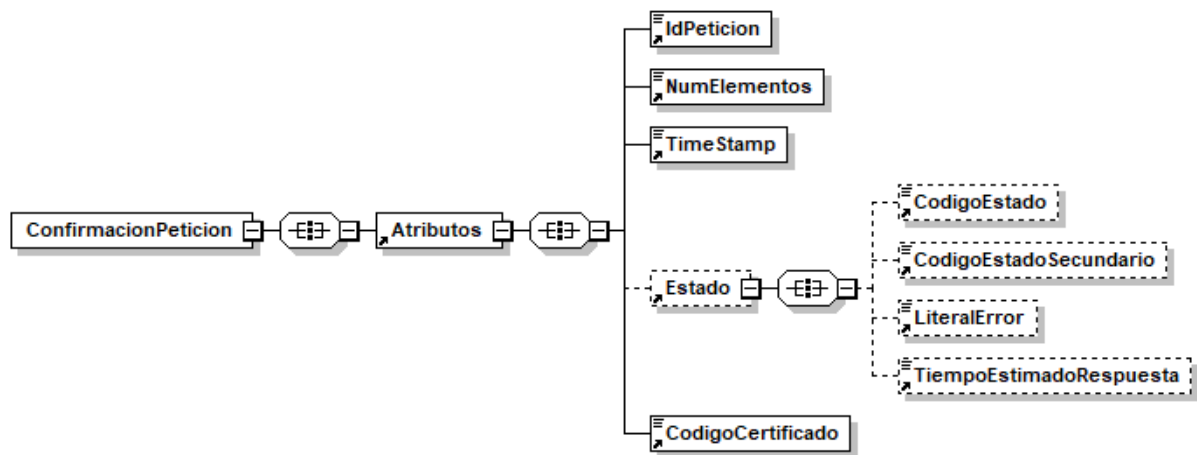 IdPeticion
NumElementos
TimeStamp
ConfirmacionPeticion
Atributos
Estado
CodigoEstado
CodigoEstadoSecundario
LiteralError
TiempoEstimadoRespuesta
CodigoCertificado